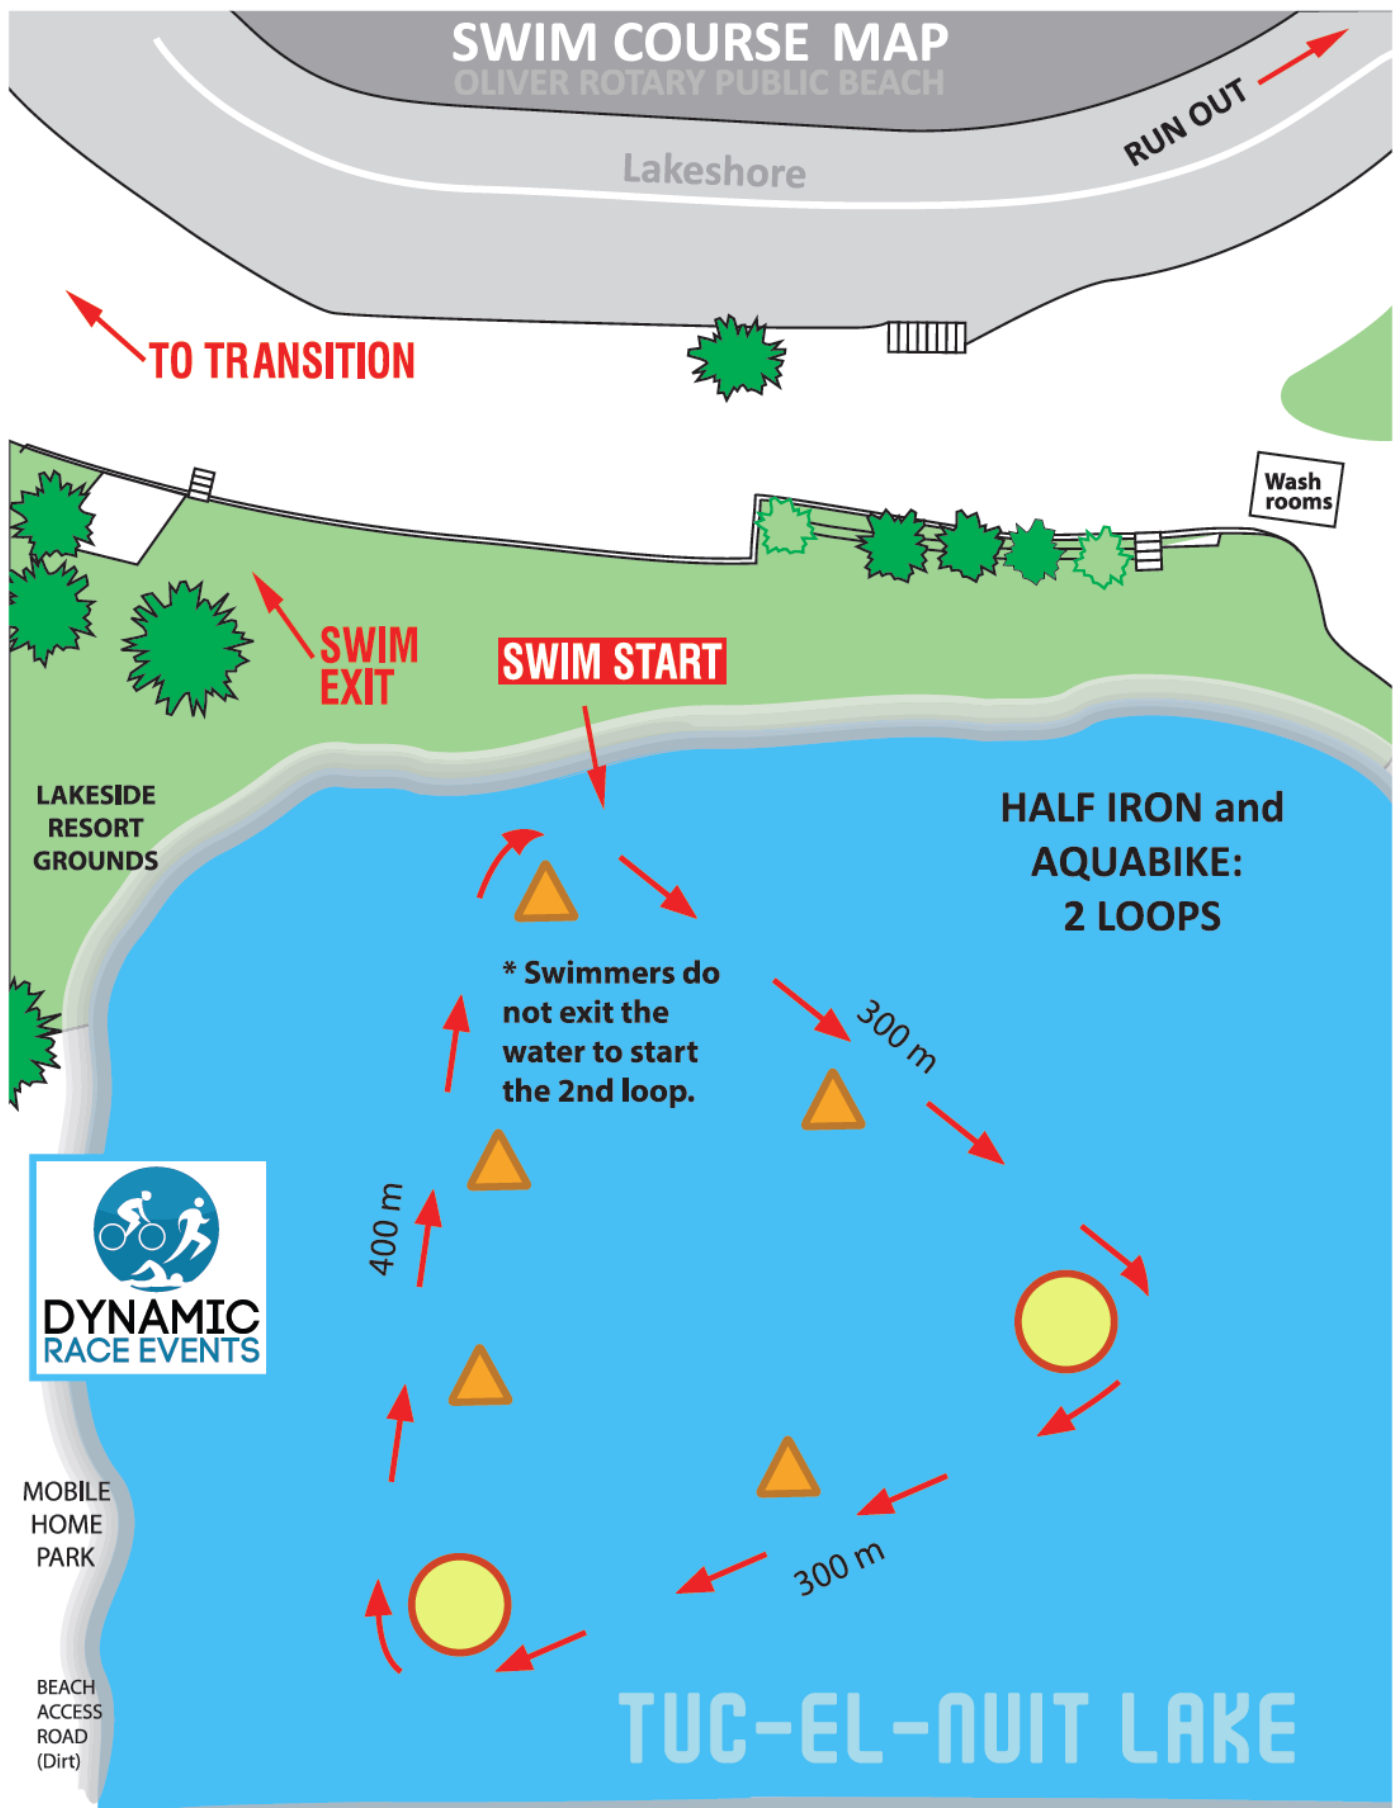 SWIM COURSE MAP
OLIVER ROTARY PUBLIC BEACH
RUN OUT
Lakeshore
TO TRANSITION
Wash
rooms
SWIM
EXIT
SWIM START
LAKESIDE
RESORT
GROUNDS
HALF IRON and
AQUABIKE:
2 LOOPS
* Swimmers do
not exit the
water to start
the 2nd loop.
300 m
400 m
DYNAMIC
RACE EVENTS
MOBILE
HOME
PARK
300 m
BEACH
ACCESS
ROAD
(Dirt)
TUC-EL-NUIT LAKE